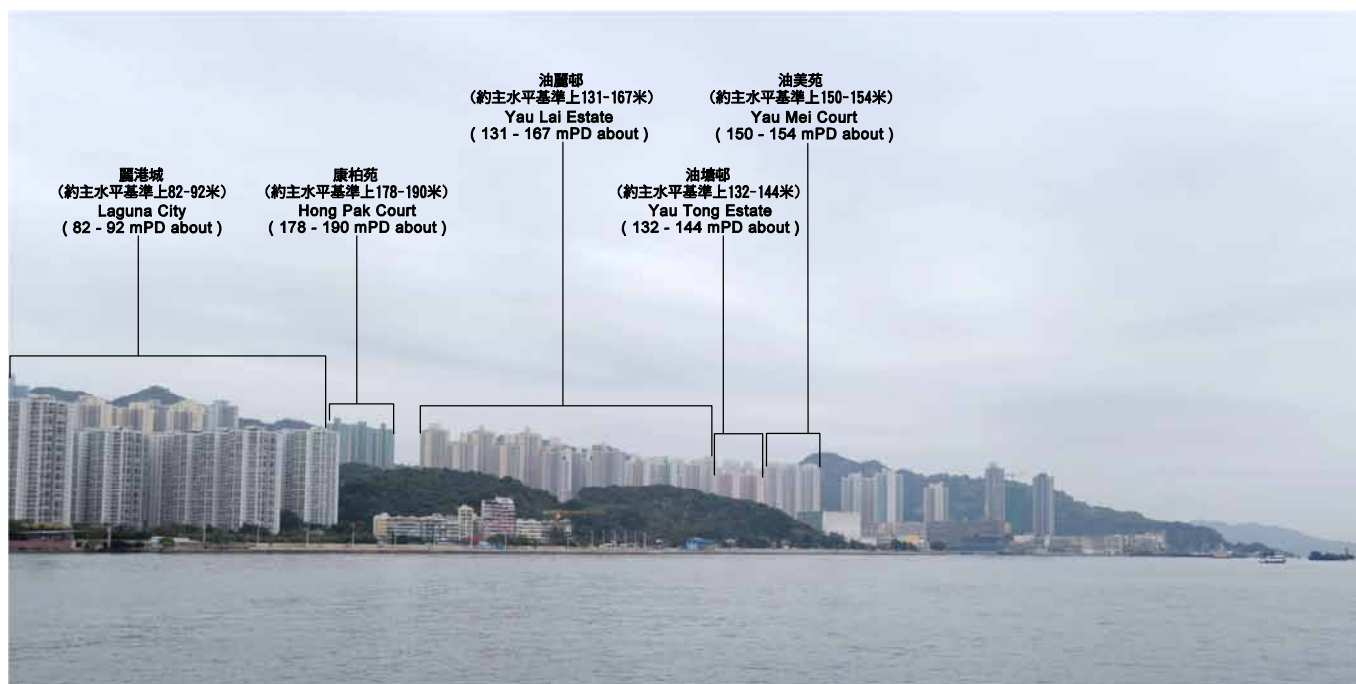 油麗邨
(約主水平基準上131-167米)
Yau Lai Estate
( 131 - 167 mPD about )
油美苑
(約主水平基準上150-154米)
Yau Mei Court
( 150 - 154 mPD about )
麗港城
(約主水平基準上82-92米)
Laguna City
( 82 - 92 mPD about )
康柏苑
(約主水平基準上178-190米)
Hong Pak Court
( 178 - 190 mPD about )
油塘邨
(約主水平基準上132-144米)
Yau Tong Estate
( 132 - 144 mPD about )